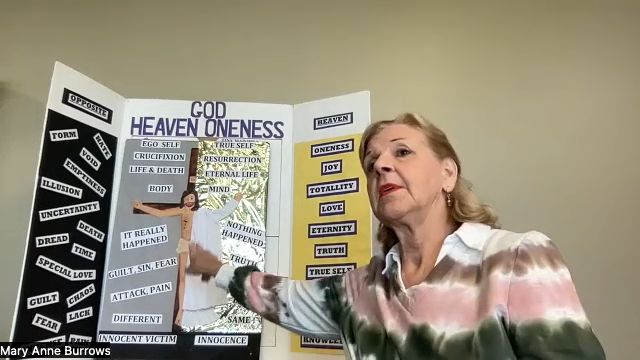 OPPOSITE
FORM
HATE
VOID
EMPTINESS
ILLUSION
UNCERTAINTY
DEATH
DREAD
TIME
SPECIAL LOVE
GUILT
CHAOS
FEAR
LACK
GOD
HEAVEN ONENESS
EGO SELF
TRUE SELF
CRUCIFIXION
RESURRECTION
LIFE & DEATH
ETERNAL LIFE
BODY
MIND
IT REALLY
HAPPENED
NOTHING
HAPPENED
GUILT, SIN, FEAR
TRUTH
ATTACK, PAIN
DIFFERENT
SAME
INNOCENT VICTIM
INNOCENCE
HEAVEN
ONENESS
JOY
TOTALLITY
LOVE
ETERNITY
TRUTH
TRUE SELF
Mary Anne Burrows